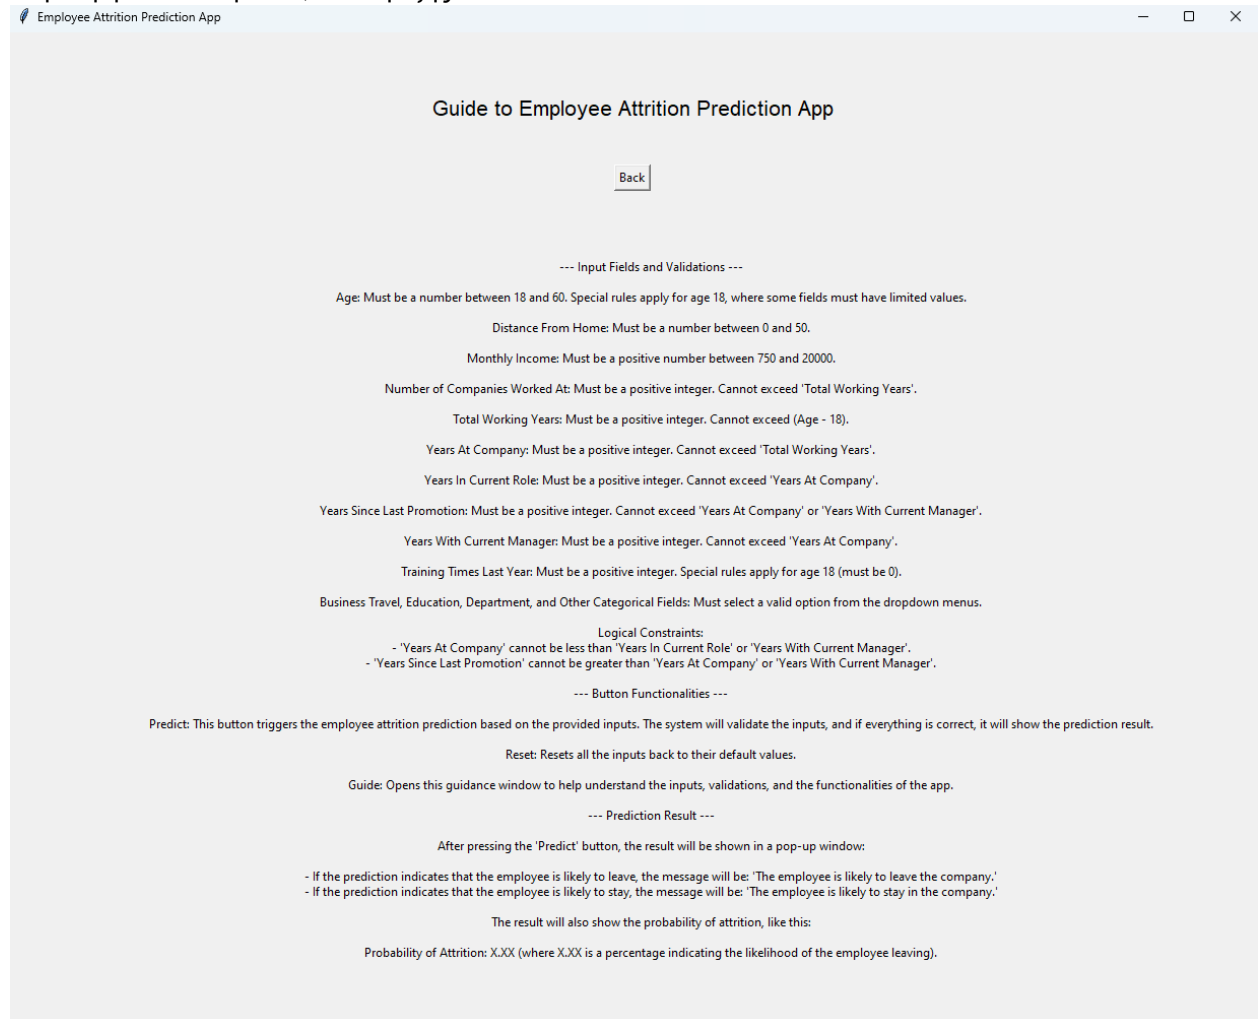 Employee Attrition Prediction App
Guide to Employee Attrition Prediction App
Back
--- Input Fields and Validations ---
Age: Must be a number between 18 and 60. Special rules apply for age 18, where some fields must have limited values.
Distance From Home: Must be a number between 0 and 50.
Monthly Income: Must be a positive number between 750 and 20000.
Number of Companies Worked At: Must be a positive integer. Cannot exceed 'Total Working Years'.
Total Working Years: Must be a positive integer. Cannot exceed (Age - 18).
Years At Company: Must be a positive integer. Cannot exceed 'Total Working Years'.
Years In Current Role: Must be a positive integer. Cannot exceed 'Years At Company'.
Years Since Last Promotion: Must be a positive integer. Cannot exceed 'Years At Company' or 'Years With Current Manager'.
Years With Current Manager: Must be a positive integer. Cannot exceed 'Years At Company'.
Training Times Last Year: Must be a positive integer. Special rules apply for age 18 (must be 0).
Business Travel, Education, Department, and Other Categorical Fields: Must select a valid option from the dropdown menus.
Logical Constraints:
- 'Years At Company' cannot be less than 'Years In Current Role' or 'Years With Current Manager'.
- 'Years Since Last Promotion' cannot be greater than 'Years At Company' or 'Years With Current Manager'.
--- Button Functionalities ---
Predict: This button triggers the employee attrition prediction based on the provided inputs. The system will validate the inputs, and if everything is correct, it will show the prediction result.
Reset: Resets all the inputs back to their default values.
Guide: Opens this guidance window to help understand the inputs, validations, and the functionalities of the app.
--- Prediction Result ---
After pressing the 'Predict' button, the result will be shown in a pop-up window:
- If the prediction indicates that the employee is likely to leave, the message will be: 'The employee is likely to leave the company.'
- If the prediction indicates that the employee is likely to stay, the message will be: 'The employee is likely to stay in the company.'
The result will also show the probability of attrition, like this:
Probability of Attrition: X.XX (where X.XX is a percentage indicating the likelihood of the employee leaving).